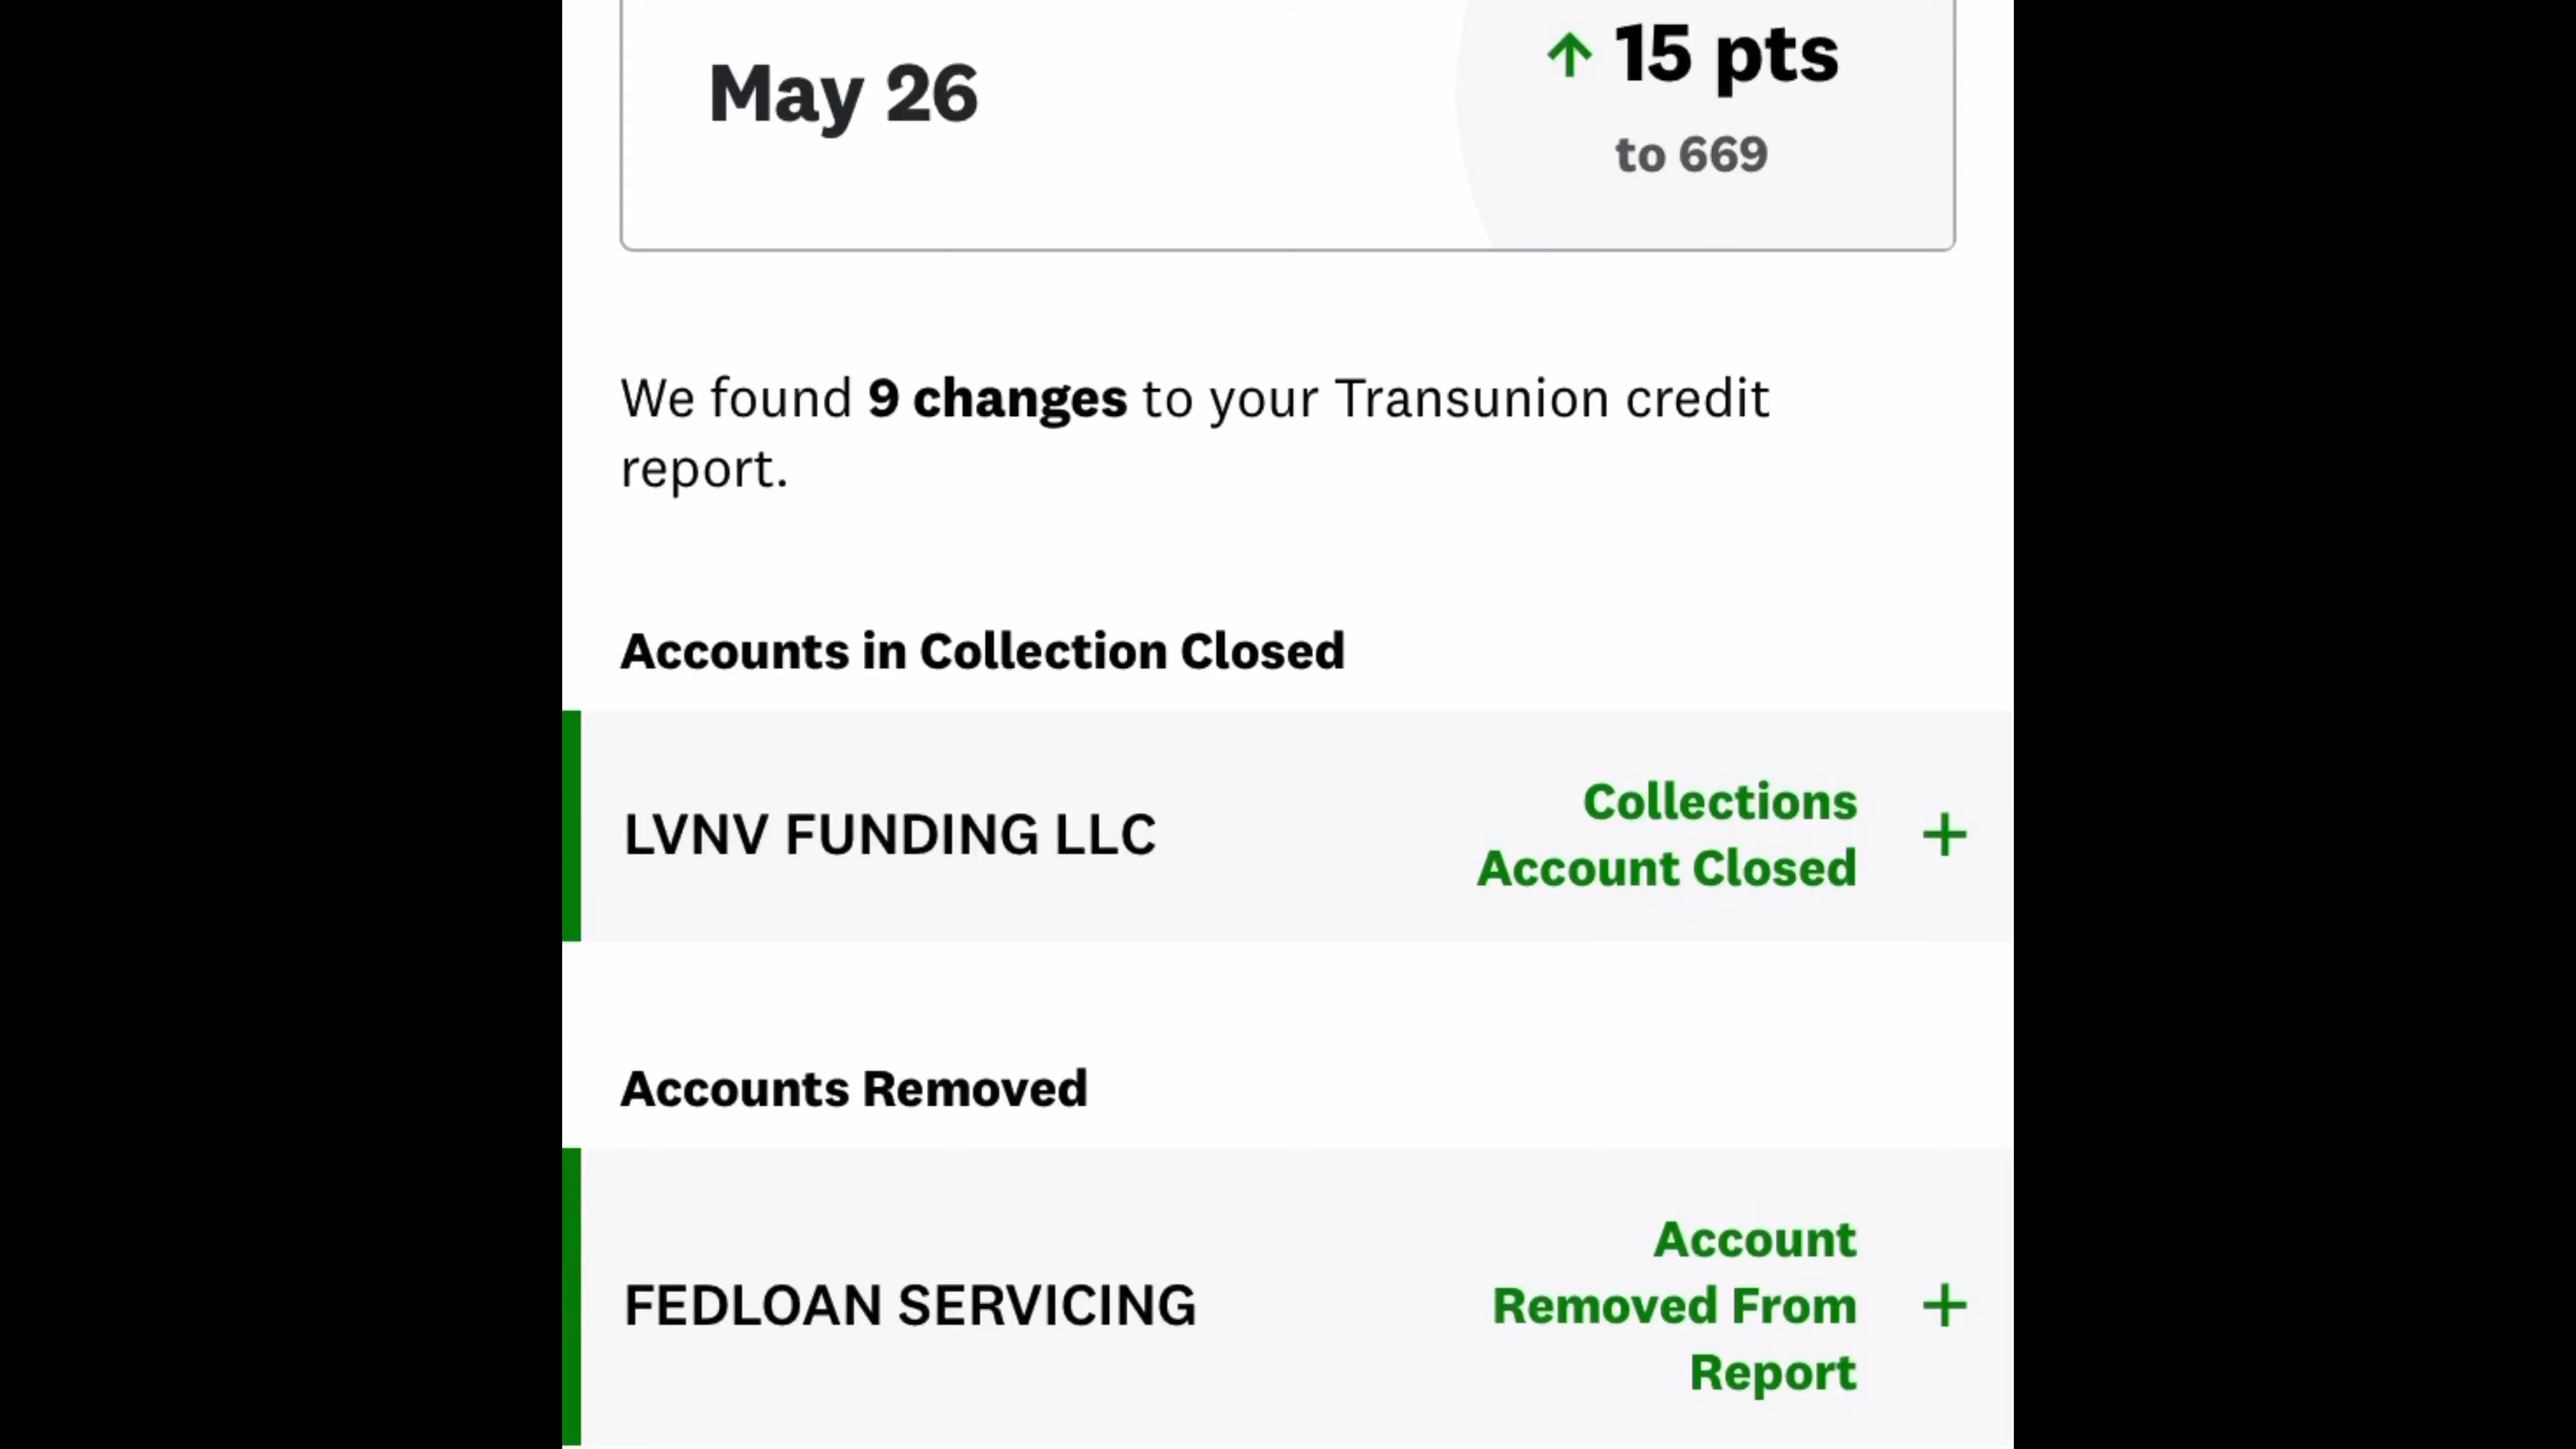 May 26
↑ 15 pts
to 669
We found 9 changes to your Transunion credit
report.
Accounts in Collection Closed
LVNV FUNDING LLC
Collections
Account Closed
+
Accounts Removed
FEDLOAN SERVICING
Account
Removed From
Report
+